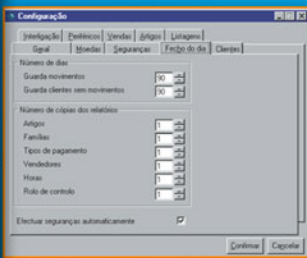 Configuração
Interligação Periféricos Vendas Artigos Listagens
Geral Moedas Seguranças Fecho do dia Clientes
Número de dias
Guarda movimentos 90
Guarda clientes sem movimentos 90
Número de cópias dos relatórios
Artigos 1
Famílias 1
Tipos de pagamento 1
Vendedores 1
Horas 1
Rolo de controlo 1
Efectuar seguranças automaticamente
Confirmar Cancelar